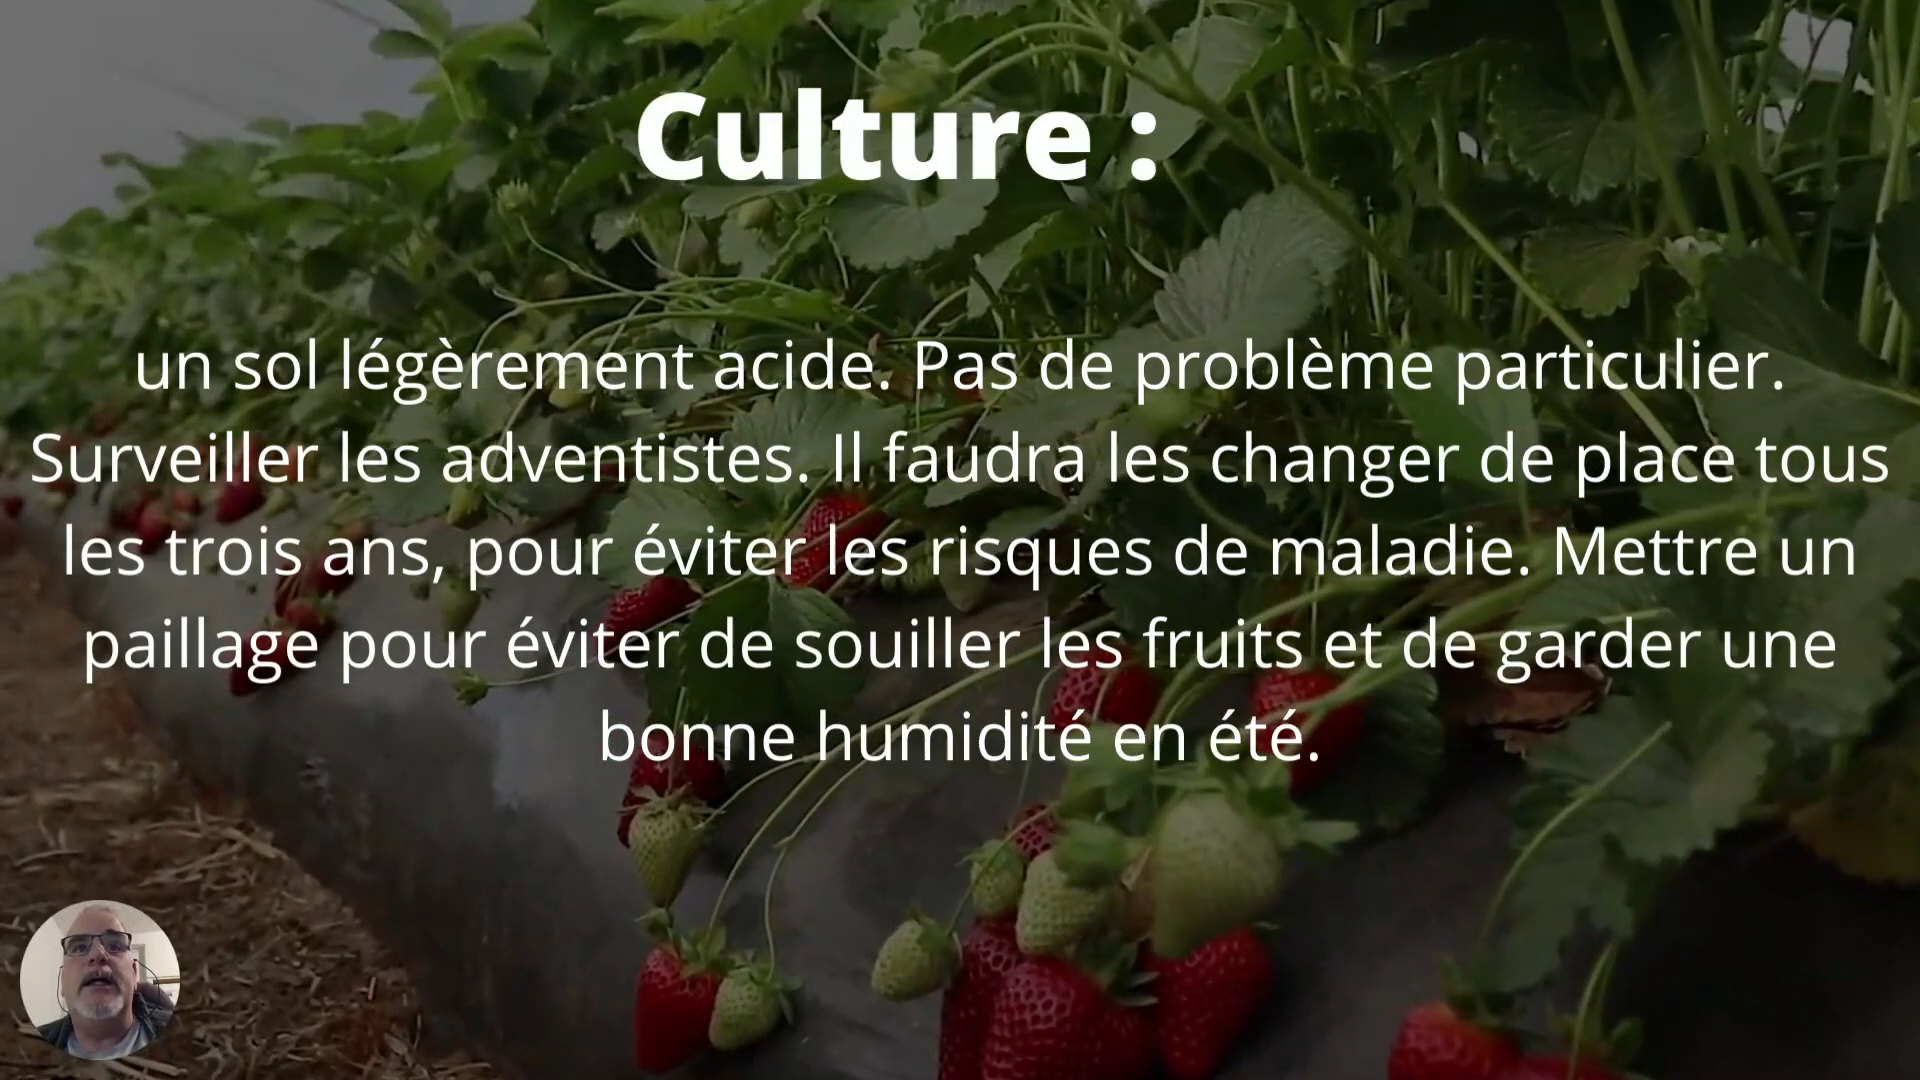 Culture :
un sol légèrement acide. Pas de problème particulier.
Surveiller les adventistes. Il faudra les changer de place tous
les trois ans, pour éviter les risques de maladie. Mettre un
paillage pour éviter de souiller les fruits et de garder une
bonne humidité en été.